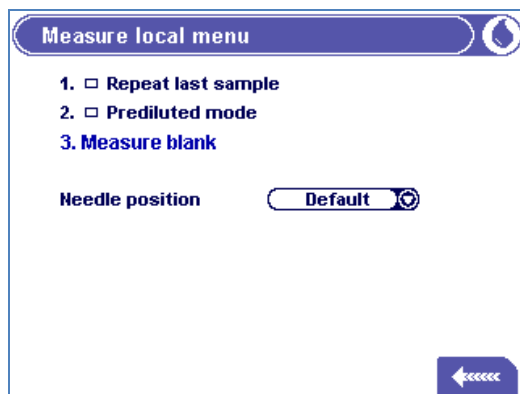 Measure local menu
1. Repeat last sample
2. Prediluted mode
3. Measure blank
Needle position Default